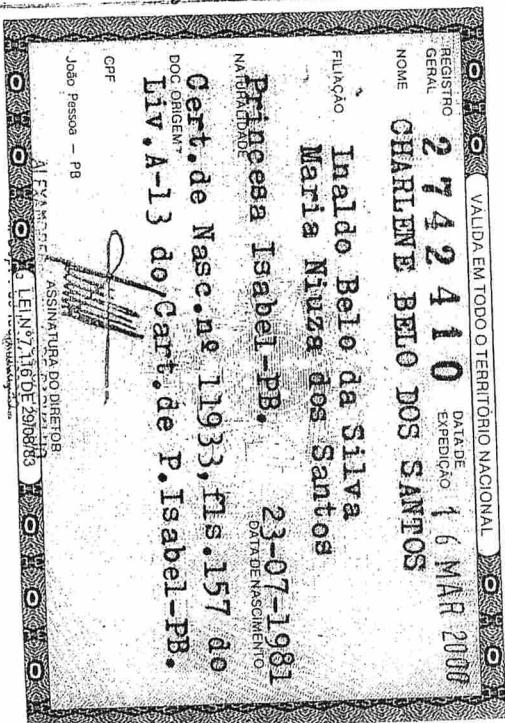 VALIDA EM TODO O TERRITÓRIO NACIONAL
REGISTRO GERAL 2742410 DATA DE EXPEDIÇÃO 16 MAR 2000
NOME CHARLENE BELO DOS SANTOS
FILIAÇÃO Inaldo Belo da Silva
Maria Niuza dos Santos
NATURALIDADE Princesa Isabel-PB. DATA DE NASCIMENTO 23-07-1981
DOC ORIGEM Cert.de Nasc.nº 11933,fls.157 do
Liv.A-13 do Cart.de P.Isabel-PB.
CPF
João Pessoa - PB
ASSINATURA DO DIRETOR
LEI Nº 7.116 DE 29/08/83